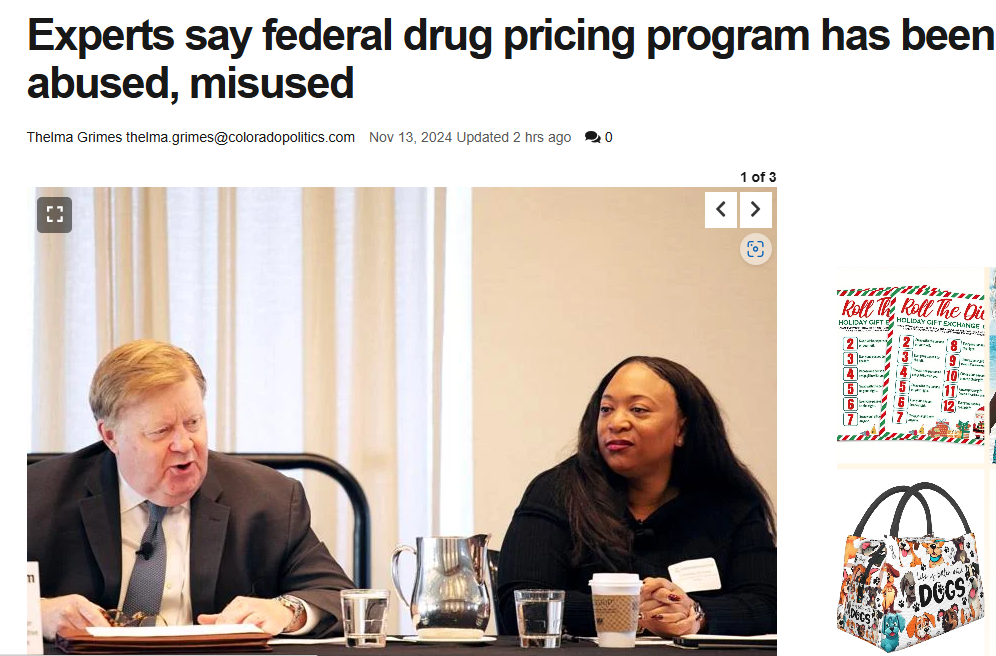 Experts say federal drug pricing program has been
abused, misused
Thelma Grimes thelma.grimes@coloradopolitics.com Nov 13, 2024 Updated 2 hrs ago 0
1 of 3
Roll Th
HOLIDAY GIFT E
2
3
4
5
6
7
Roll The Di
HOLIDAY GIFT EXCHANGE
2 8
3 9
4 10
5 11
6 12
7
DOGS
DOGS